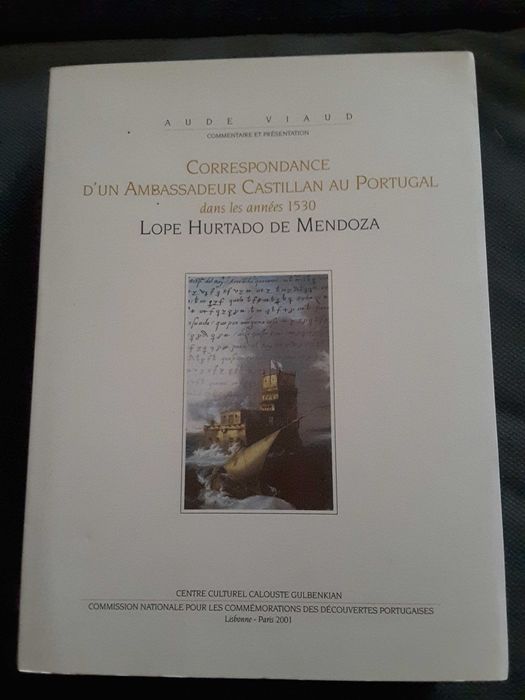 AUDE VIAUD
COMMENTAIRE ET PRÉSENTATION
CORRESPONDANCE
D'UN AMBASSADEUR CASTILLAN AU PORTUGAL
dans les années 1530
LOPE HURTADO DE MENDOZA
CENTRE CULTUREL CALOUSTE GULBENKIAN
COMMISSION NATIONALE POUR LES COMMÉMORATIONS DES DÉCOUVERTES PORTUGAISES
Lisbonne - Paris 2001